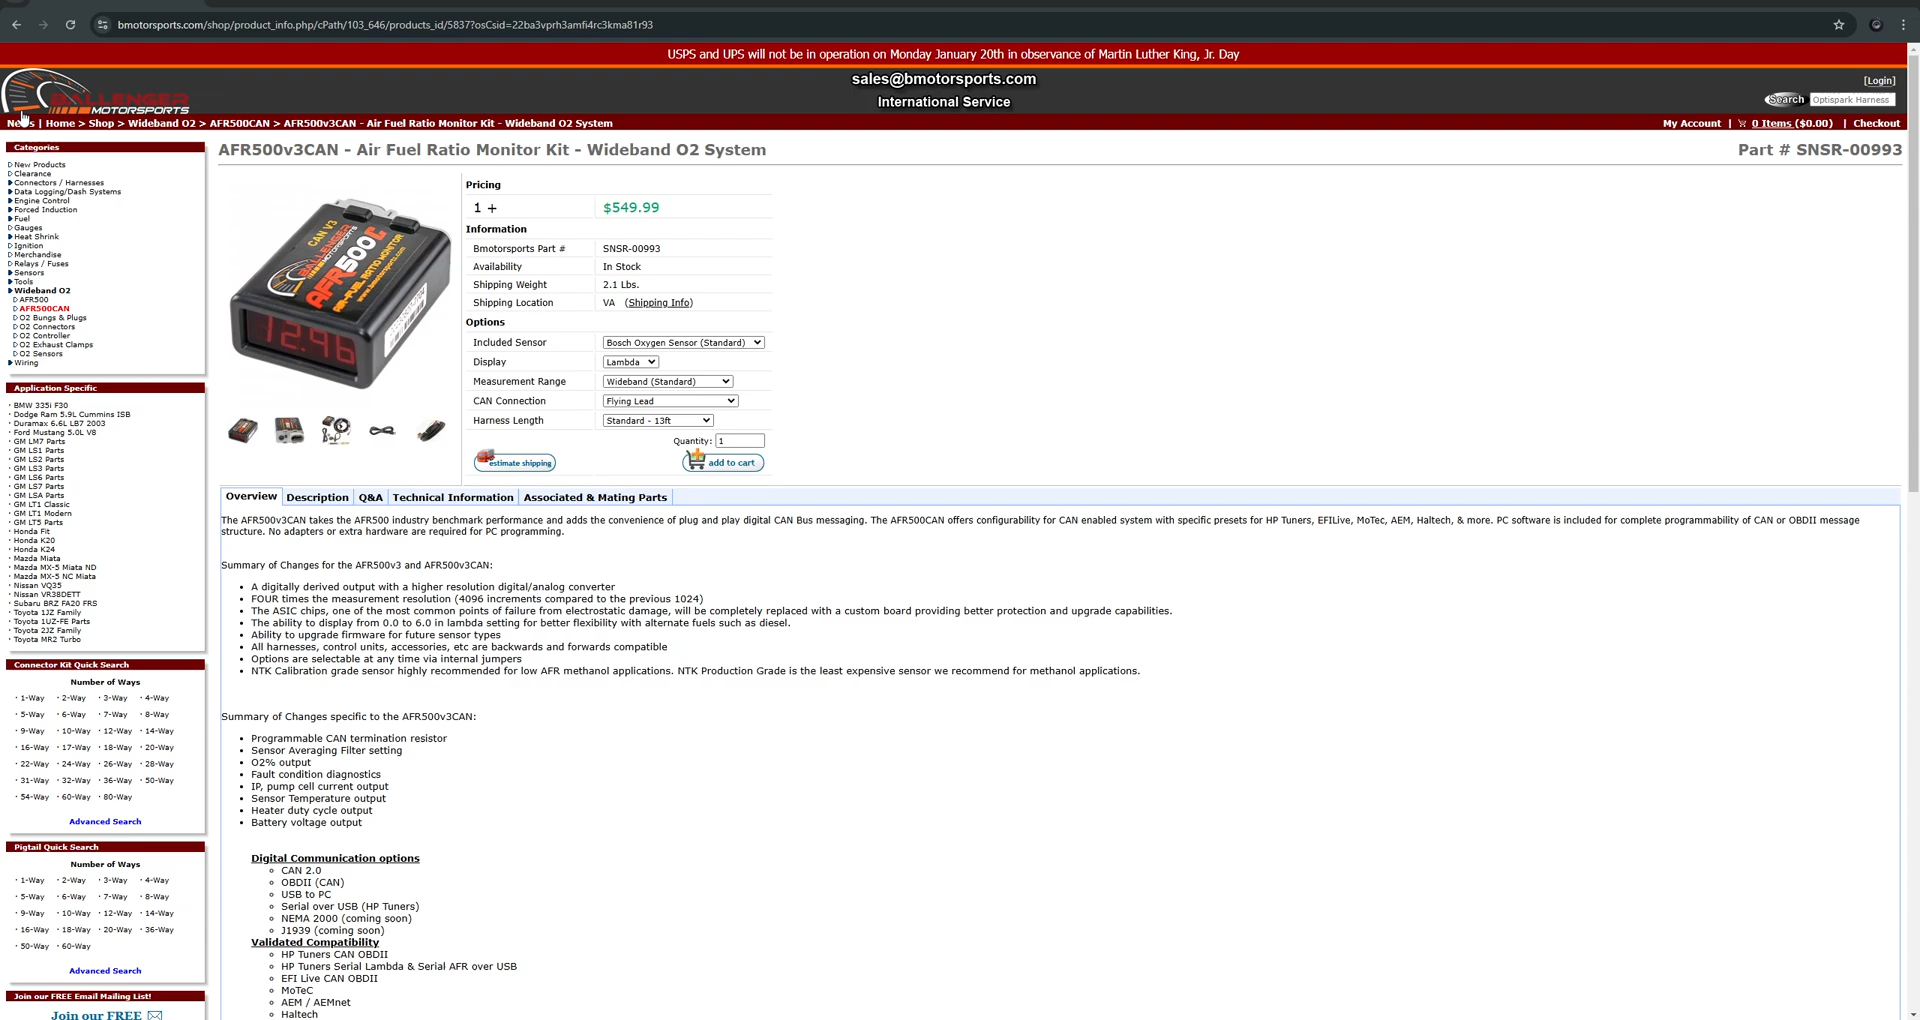 bmotorsports.com/shop/product_info.php/cPath/103_646/products_id/5837?osCsid=22ba3vprh3amfi4rc3kma81r93
USPS and UPS will not be in operation on Monday January 20th in observance of Martin Luther King, Jr. Day
BALLENGER
MOTORSPORTS
sales@bmotorsports.com
International Service
[Login]
Search Optispark Harness
News | Home > Shop > Wideband O2 > AFR500CAN > AFR500v3CAN - Air Fuel Ratio Monitor Kit - Wideband O2 System
My Account | 0 Items ($0.00) | Checkout
Categories
New Products
Clearance
Connectors / Harnesses
Data Logging/Dash Systems
Engine Control
Forced Induction
Fuel
Gauges
Heat Shrink
Ignition
Merchandise
Relays / Fuses
Sensors
Tools
Wideband O2
AFR500
AFR500CAN
O2 Bungs & Plugs
O2 Connectors
O2 Controller
O2 Exhaust Clamps
O2 Sensors
Wiring
Application Specific
· BMW 335i F30
· Dodge Ram 5.9L Cummins ISB
· Duramax 6.6L LB7 2003
· Ford Mustang 5.0L V8
· GM LM7 Parts
· GM LS1 Parts
· GM LS2 Parts
· GM LS3 Parts
· GM LS6 Parts
· GM LS7 Parts
· GM LSA Parts
· GM LT1 Classic
· GM LT1 Modern
· GM LT5 Parts
· Honda Fit
· Honda K20
· Honda K24
· Mazda Miata
· Mazda MX-5 Miata ND
· Mazda MX-5 NC Miata
· Nissan VQ35
· Nissan VR38DETT
· Subaru BRZ FA20 FRS
· Toyota 1JZ Family
· Toyota 1UZ-FE Parts
· Toyota 2JZ Family
· Toyota MR2 Turbo
Connector Kit Quick Search
Number of Ways
· 1-Way · 2-Way · 3-Way · 4-Way
· 5-Way · 6-Way · 7-Way · 8-Way
· 9-Way · 10-Way · 12-Way · 14-Way
· 16-Way · 17-Way · 18-Way · 20-Way
· 22-Way · 24-Way · 26-Way · 28-Way
· 31-Way · 32-Way · 36-Way · 50-Way
· 54-Way · 60-Way · 80-Way
Advanced Search
Pigtail Quick Search
Number of Ways
· 1-Way · 2-Way · 3-Way · 4-Way
· 5-Way · 6-Way · 7-Way · 8-Way
· 9-Way · 10-Way · 12-Way · 14-Way
· 16-Way · 18-Way · 20-Way · 36-Way
· 50-Way · 60-Way
Advanced Search
Join our FREE Email Mailing List!
Join our FREE
AFR500v3CAN - Air Fuel Ratio Monitor Kit - Wideband O2 System
Part # SNSR-00993
CAN V3
BALLENGER
MOTORSPORTS
AFR500C
AIR-FUEL RATIO MONITOR
www.bmotorsports.com
12.96
Pricing
1 + $549.99
Information
Bmotorsports Part # SNSR-00993
Availability In Stock
Shipping Weight 2.1 Lbs.
Shipping Location VA (Shipping Info)
Options
Included Sensor Bosch Oxygen Sensor (Standard)
Display Lambda
Measurement Range Wideband (Standard)
CAN Connection Flying Lead
Harness Length Standard - 13ft
Quantity: 1
estimate shipping add to cart
Overview Description Q&A Technical Information Associated & Mating Parts
The AFR500v3CAN takes the AFR500 industry benchmark performance and adds the convenience of plug and play digital CAN Bus messaging. The AFR500CAN offers configurability for CAN enabled system with specific presets for HP Tuners, EFILive, MoTec, AEM, Haltech, & more. PC software is included for complete programmability of CAN or OBDII message
structure. No adapters or extra hardware are required for PC programming.
Summary of Changes for the AFR500v3 and AFR500v3CAN:
• A digitally derived output with a higher resolution digital/analog converter
• FOUR times the measurement resolution (4096 increments compared to the previous 1024)
• The ASIC chips, one of the most common points of failure from electrostatic damage, will be completely replaced with a custom board providing better protection and upgrade capabilities.
• The ability to display from 0.0 to 6.0 in lambda setting for better flexibility with alternate fuels such as diesel.
• Ability to upgrade firmware for future sensor types
• All harnesses, control units, accessories, etc are backwards and forwards compatible
• Options are selectable at any time via internal jumpers
• NTK Calibration grade sensor highly recommended for low AFR methanol applications. NTK Production Grade is the least expensive sensor we recommend for methanol applications.
Summary of Changes specific to the AFR500v3CAN:
• Programmable CAN termination resistor
• Sensor Averaging Filter setting
• O2% output
• Fault condition diagnostics
• IP, pump cell current output
• Sensor Temperature output
• Heater duty cycle output
• Battery voltage output
Digital Communication options
◦ CAN 2.0
◦ OBDII (CAN)
◦ USB to PC
◦ Serial over USB (HP Tuners)
◦ NEMA 2000 (coming soon)
◦ J1939 (coming soon)
Validated Compatibility
◦ HP Tuners CAN OBDII
◦ HP Tuners Serial Lambda & Serial AFR over USB
◦ EFI Live CAN OBDII
◦ MoTeC
◦ AEM / AEMnet
◦ Haltech